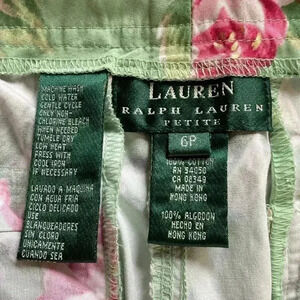 MACHINE WASH
COLD WATER
GENTLE CYCLE
ONLY NON-
CHLORINE BLEACH
WHEN NEEDED
TUMBLE DRY
LOW HEAT
PRESS WITH
COOL IRON
IF NECESSARY
LAVADO A MAQUINA
CON AGUA FRIA
CICLO DELICADO
USE
BLANQUEADORES
SIN CLORO
UNICAMENTE
CUANDO SEA
LAUREN
RALPH LAUREN
PETITE
6P
100% COTTON
RN 94050
CA 08349
MADE IN
HONG KONG
100% ALGODON
HECHO EN
HONG KONG